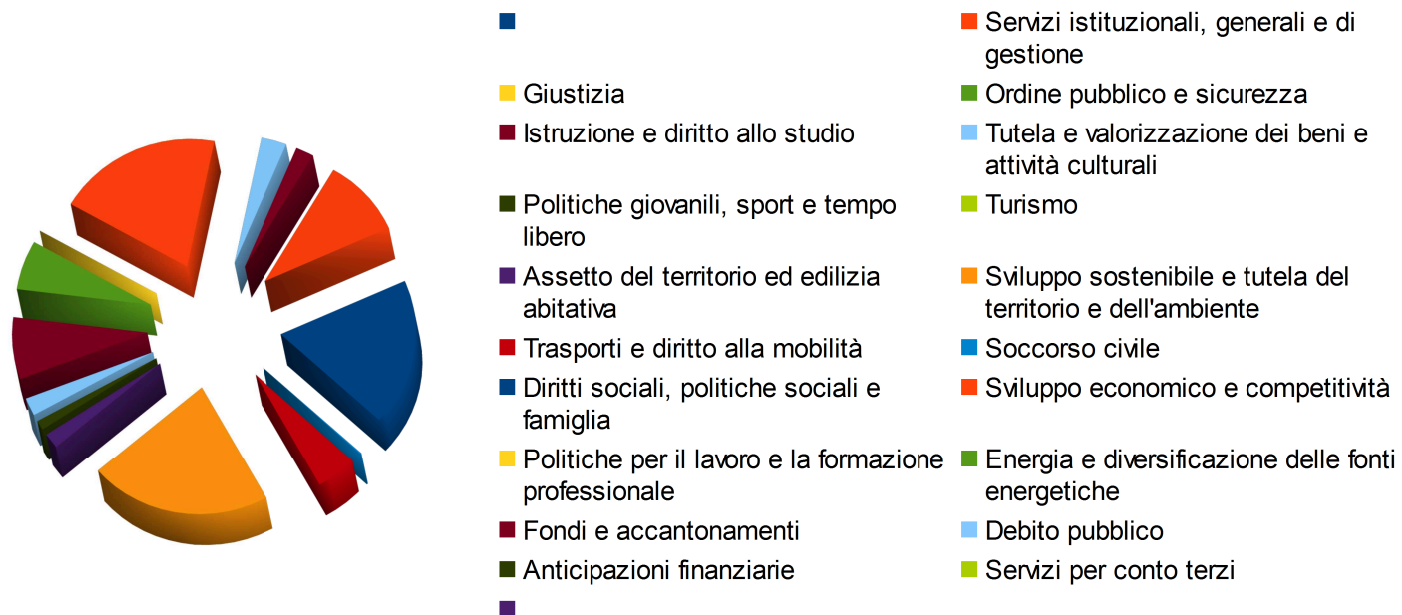 Servizi istituzionali, generali e di
gestione
Giustizia
Ordine pubblico e sicurezza
Istruzione e diritto allo studio
Tutela e valorizzazione dei beni e
attività culturali
Politiche giovanili, sport e tempo
libero
Turismo
Assetto del territorio ed edilizia
abitativa
Sviluppo sostenibile e tutela del
territorio e dell'ambiente
Trasporti e diritto alla mobilità
Soccorso civile
Diritti sociali, politiche sociali e
famiglia
Sviluppo economico e competitività
Politiche per il lavoro e la formazione
professionale
Energia e diversificazione delle fonti
energetiche
Fondi e accantonamenti
Debito pubblico
Anticipazioni finanziarie
Servizi per conto terzi